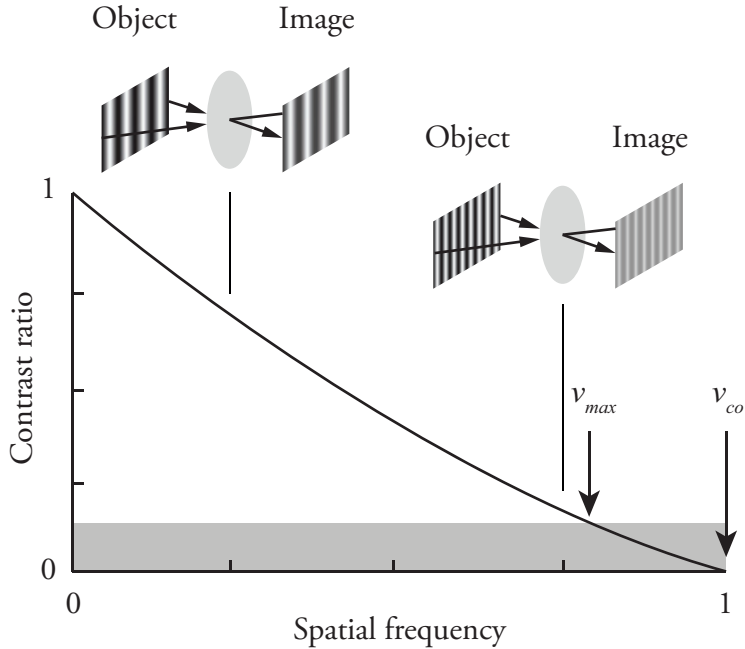 Object Image
Object Image
1
v_max v_co
Contrast ratio
0
0 1
Spatial frequency